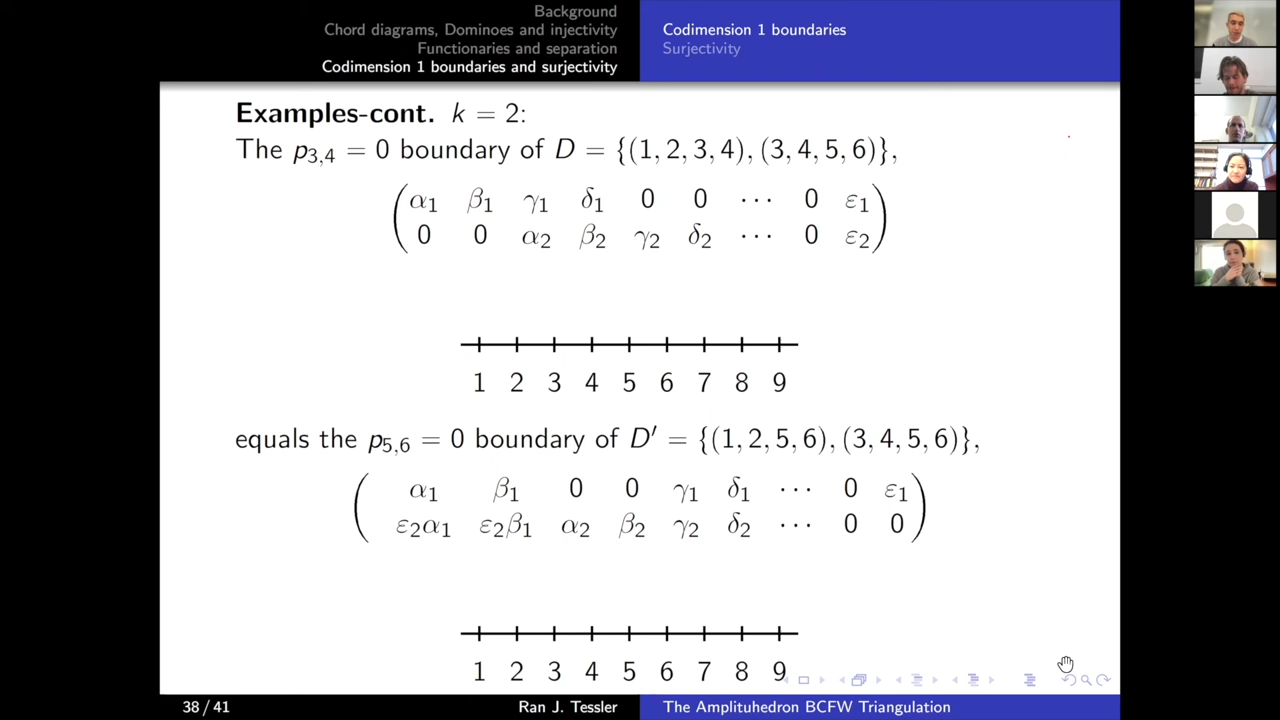 Background
Chord diagrams, Dominoes and injectivity
Functionaries and separation
Codimension 1 boundaries and surjectivity
Codimension 1 boundaries
Surjectivity
Examples-cont. k = 2:
The p_{3,4} = 0 boundary of D = {(1, 2, 3, 4), (3, 4, 5, 6)},
α₁ β₁ γ₁ δ₁ 0 0 ⋯ 0 ε₁
0 0 α₂ β₂ γ₂ δ₂ ⋯ 0 ε₂
1 2 3 4 5 6 7 8 9
equals the p_{5,6} = 0 boundary of D′ = {(1, 2, 5, 6), (3, 4, 5, 6)},
α₁ β₁ 0 0 γ₁ δ₁ ⋯ 0 ε₁
ε₂α₁ ε₂β₁ α₂ β₂ γ₂ δ₂ ⋯ 0 0
1 2 3 4 5 6 7 8 9
38 / 41
Ran J. Tessler
The Amplituhedron BCFW Triangulation